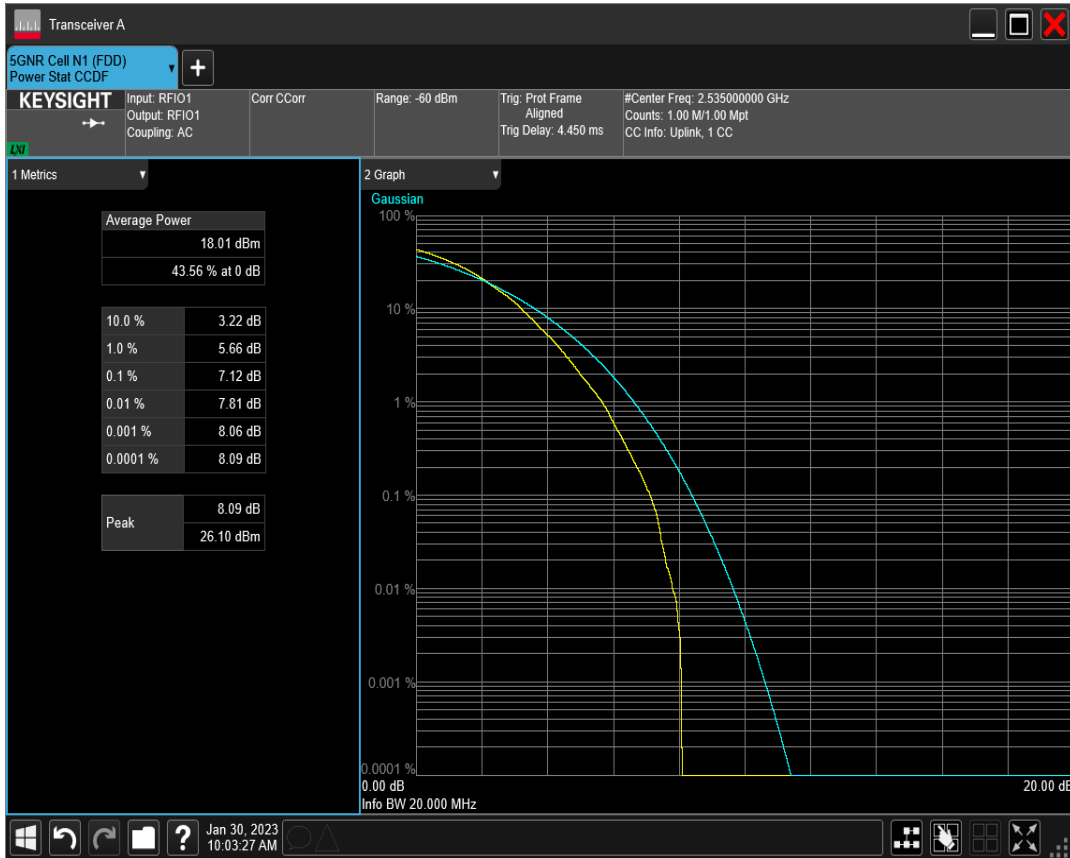 Transceiver A
5GNR Cell N1 (FDD)
Power Stat CCDF
+
KEYSIGHT
LXI
Input: RFIO1
Output: RFIO1
Coupling: AC
Corr CCorr
Range: -60 dBm
Trig: Prot Frame
Aligned
Trig Delay: 4.450 ms
#Center Freq: 2.535000000 GHz
Counts: 1.00 M/1.00 Mpt
CC Info: Uplink, 1 CC
1 Metrics
Average Power
18.01 dBm
43.56 % at 0 dB
10.0 % 3.22 dB
1.0 % 5.66 dB
0.1 % 7.12 dB
0.01 % 7.81 dB
0.001 % 8.06 dB
0.0001 % 8.09 dB
Peak
8.09 dB
26.10 dBm
2 Graph
Gaussian
100 %
10 %
1 %
0.1 %
0.01 %
0.001 %
0.0001 %
0.00 dB 20.00 dB
Info BW 20.000 MHz
?
Jan 30, 2023
10:03:27 AM